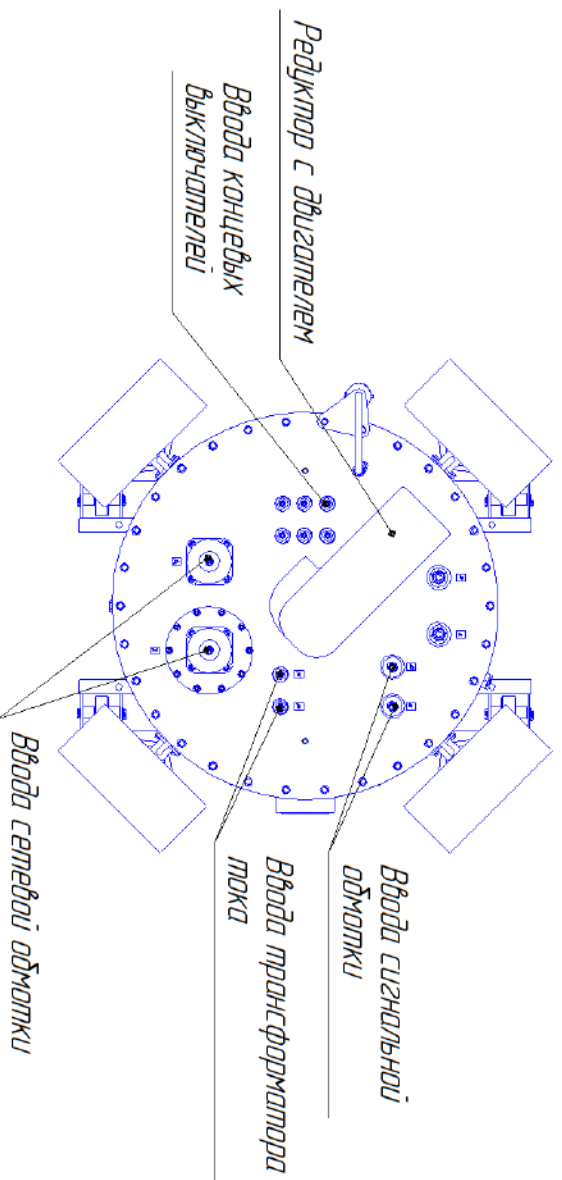 Редуктор с двигателем
Ввода концевых
выключателей
Ввода сигнальной
обмотки
Ввода трансформатора
тока
Ввода сетевой обмотки